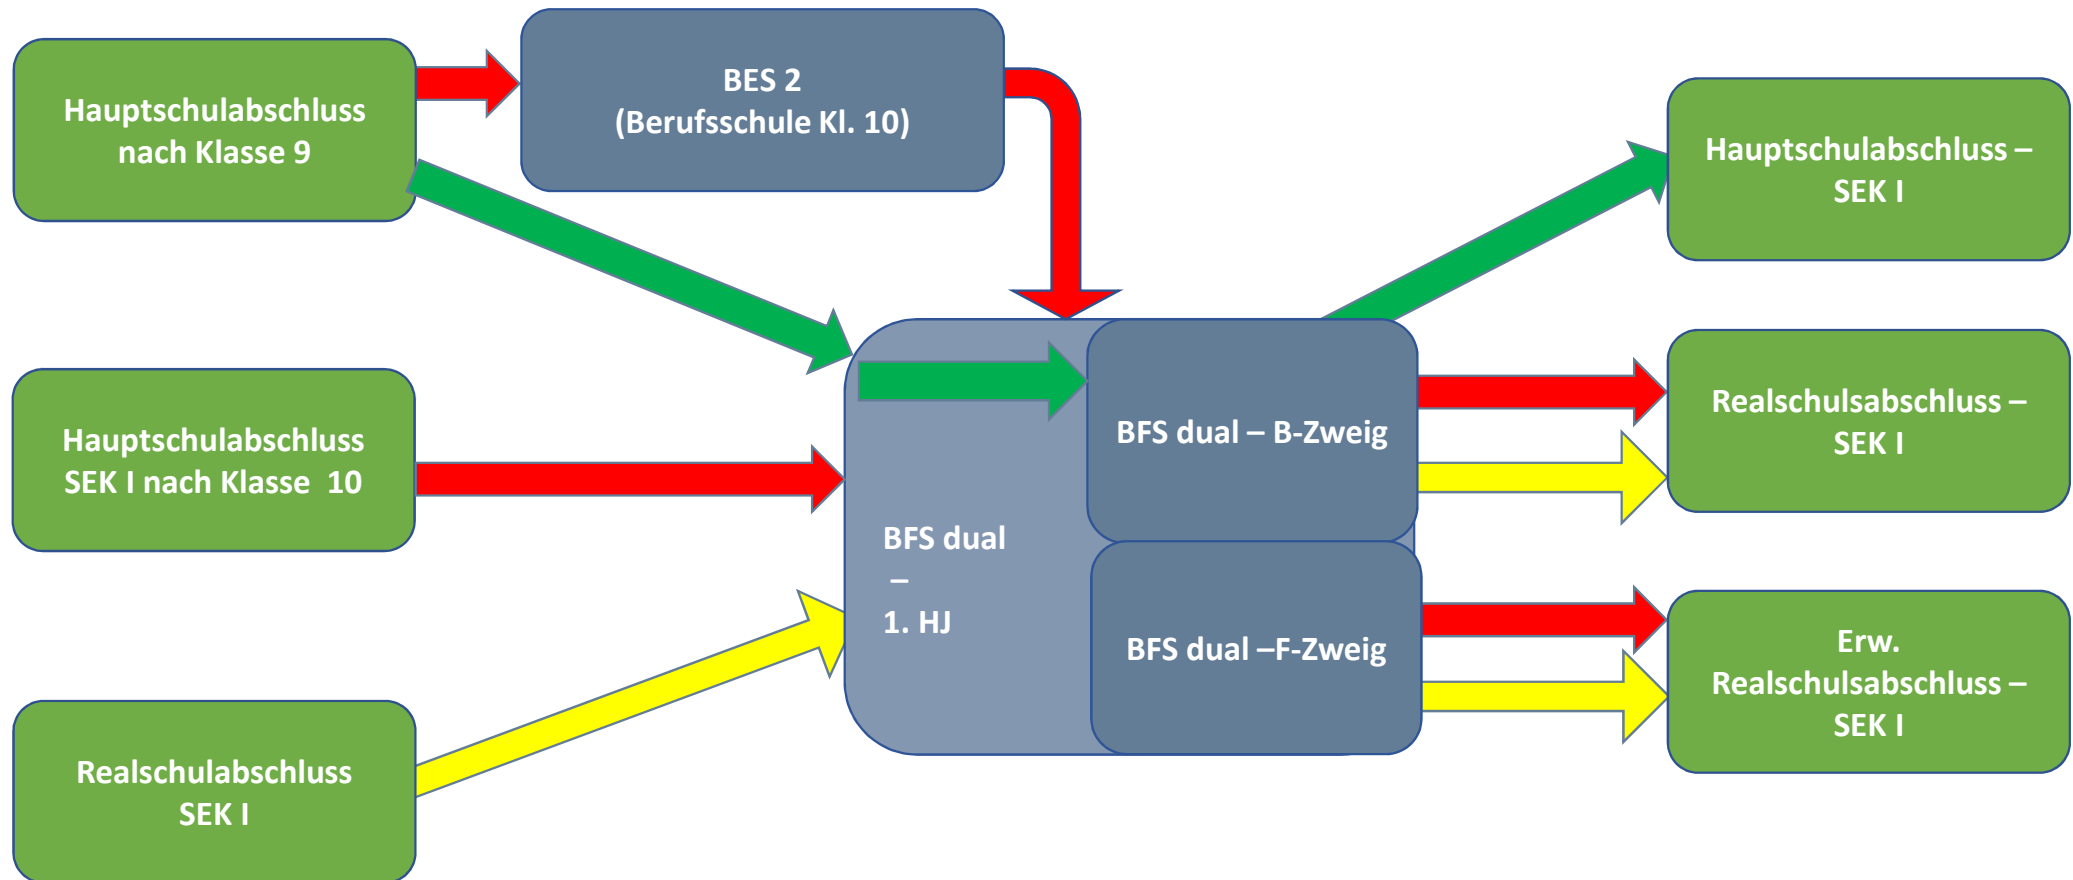 Hauptschulabschluss
nach Klasse 9
BES 2
(Berufsschule Kl. 10)
Hauptschulabschluss –
SEK I
Hauptschulabschluss
SEK I nach Klasse  10
BFS dual
–
1. HJ
BFS dual – B-Zweig
BFS dual –F-Zweig
Realschulsabschluss –
SEK I
Realschulabschluss
SEK I
Erw.
Realschulsabschluss –
SEK I